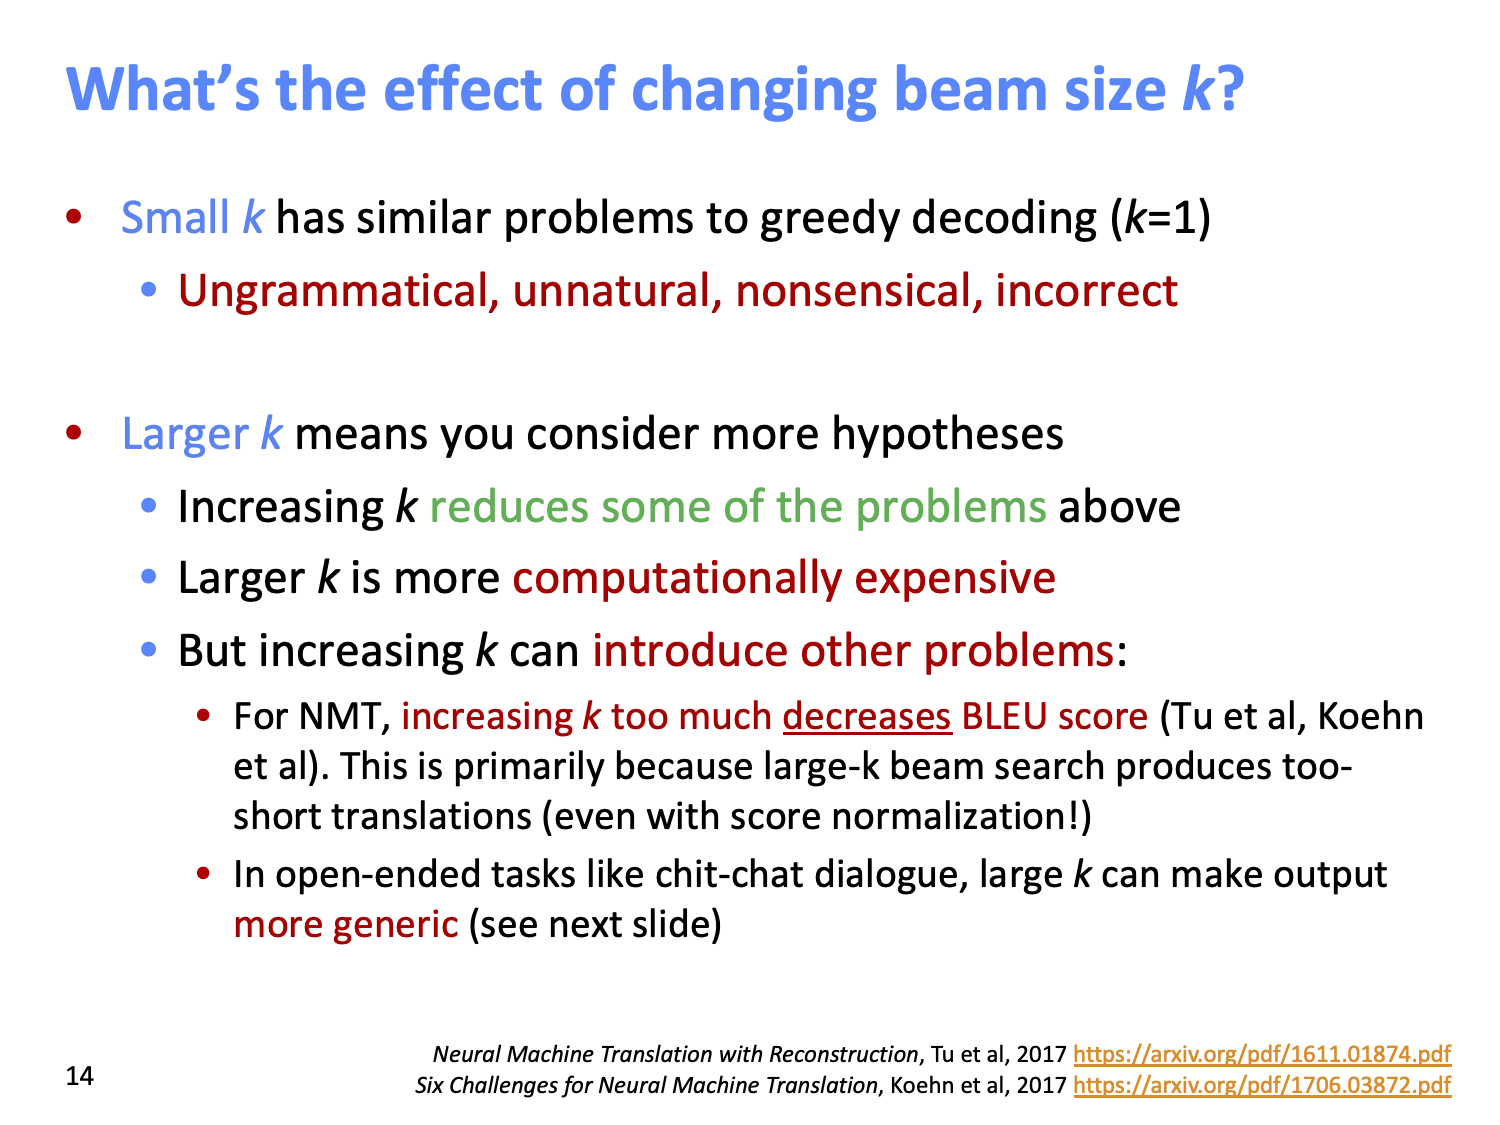 What’s the effect of changing beam size k?
• Small k has similar problems to greedy decoding (k=1)
• Ungrammatical, unnatural, nonsensical, incorrect
• Larger k means you consider more hypotheses
• Increasing k reduces some of the problems above
• Larger k is more computationally expensive
• But increasing k can introduce other problems:
• For NMT, increasing k too much decreases BLEU score (Tu et al, Koehn
et al). This is primarily because large-k beam search produces too-
short translations (even with score normalization!)
• In open-ended tasks like chit-chat dialogue, large k can make output
more generic (see next slide)
Neural Machine Translation with Reconstruction, Tu et al, 2017 https://arxiv.org/pdf/1611.01874.pdf
Six Challenges for Neural Machine Translation, Koehn et al, 2017 https://arxiv.org/pdf/1706.03872.pdf
14